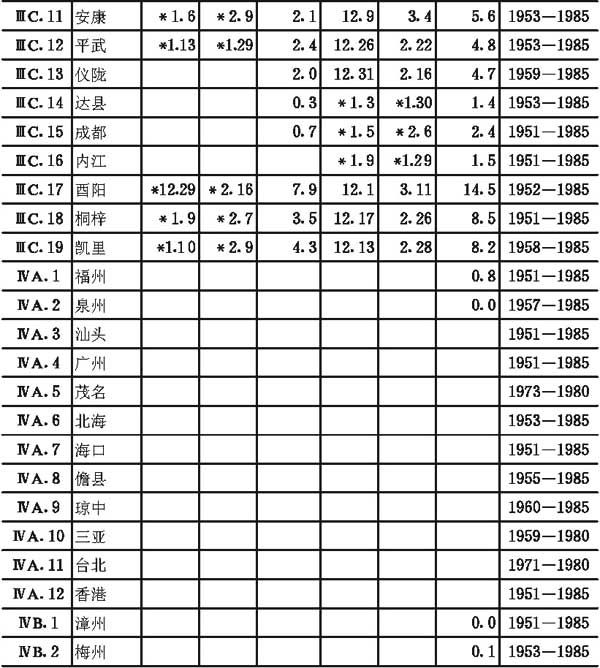 ⅢC.11 安康 *1.6 *2.9 2.1 12.9 3.4 5.6 1953—1985
ⅢC.12 平武 *1.13 *1.29 2.4 12.26 2.22 4.8 1953—1985
ⅢC.13 仪陇 2.0 12.31 2.16 4.7 1959—1985
ⅢC.14 达县 0.3 *1.3 *1.30 1.4 1953—1985
ⅢC.15 成都 0.7 *1.5 *2.6 2.4 1951—1985
ⅢC.16 内江 *1.9 *1.29 1.5 1951—1985
ⅢC.17 酉阳 *12.29 *2.16 7.9 12.1 3.11 14.5 1952—1985
ⅢC.18 桐梓 *1.9 *2.7 3.5 12.17 2.26 8.5 1951—1985
ⅢC.19 凯里 *1.10 *2.9 4.3 12.13 2.28 8.2 1958—1985
ⅣA.1 福州 0.8 1951—1985
ⅣA.2 泉州 0.0 1957—1985
ⅣA.3 汕头 1951—1985
ⅣA.4 广州 1951—1985
ⅣA.5 茂名 1973—1980
ⅣA.6 北海 1953—1985
ⅣA.7 海口 1951—1985
ⅣA.8 儋县 1955—1985
ⅣA.9 琼中 1960—1985
ⅣA.10 三亚 1959—1980
ⅣA.11 台北 1971—1980
ⅣA.12 香港 1951—1985
ⅣB.1 漳州 0.0 1951—1985
ⅣB.2 梅州 0.1 1953—1985